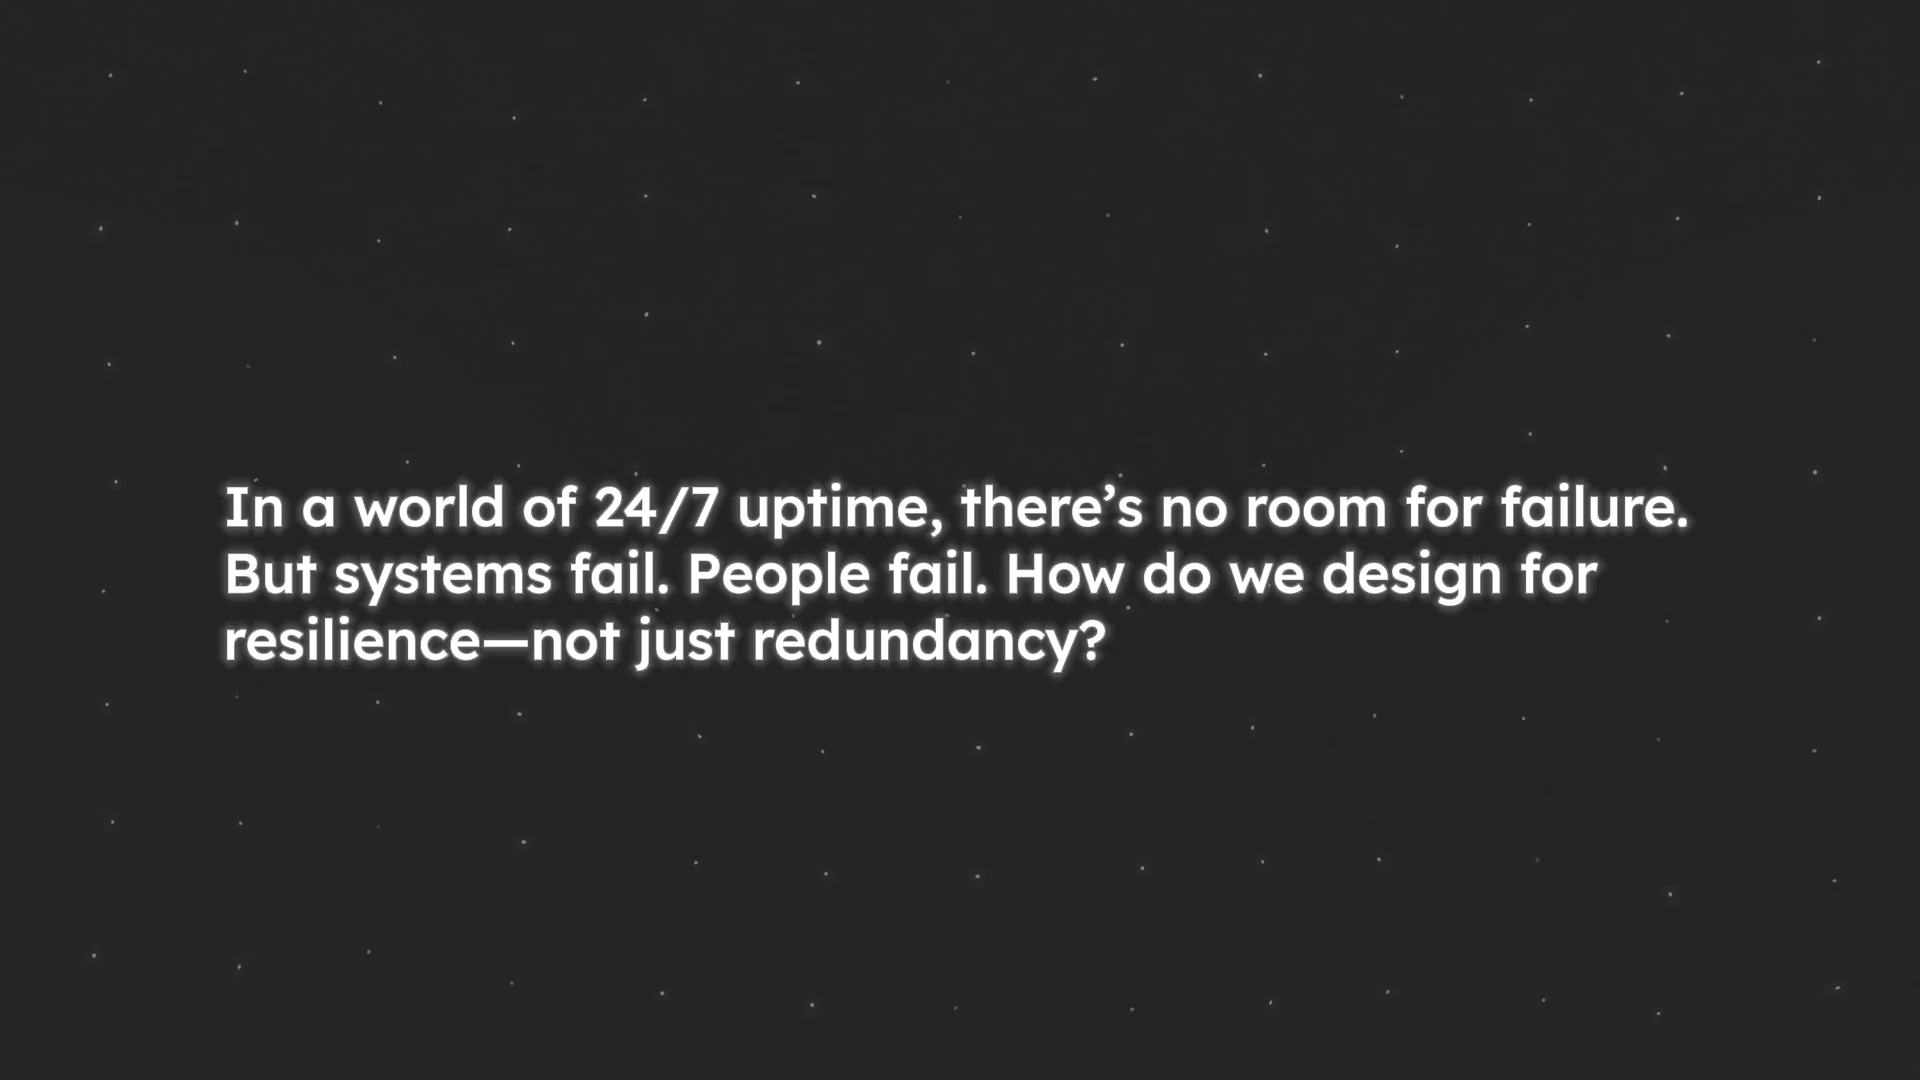 In a world of 24/7 uptime, there’s no room for failure.
But systems fail. People fail. How do we design for
resilience—not just redundancy?